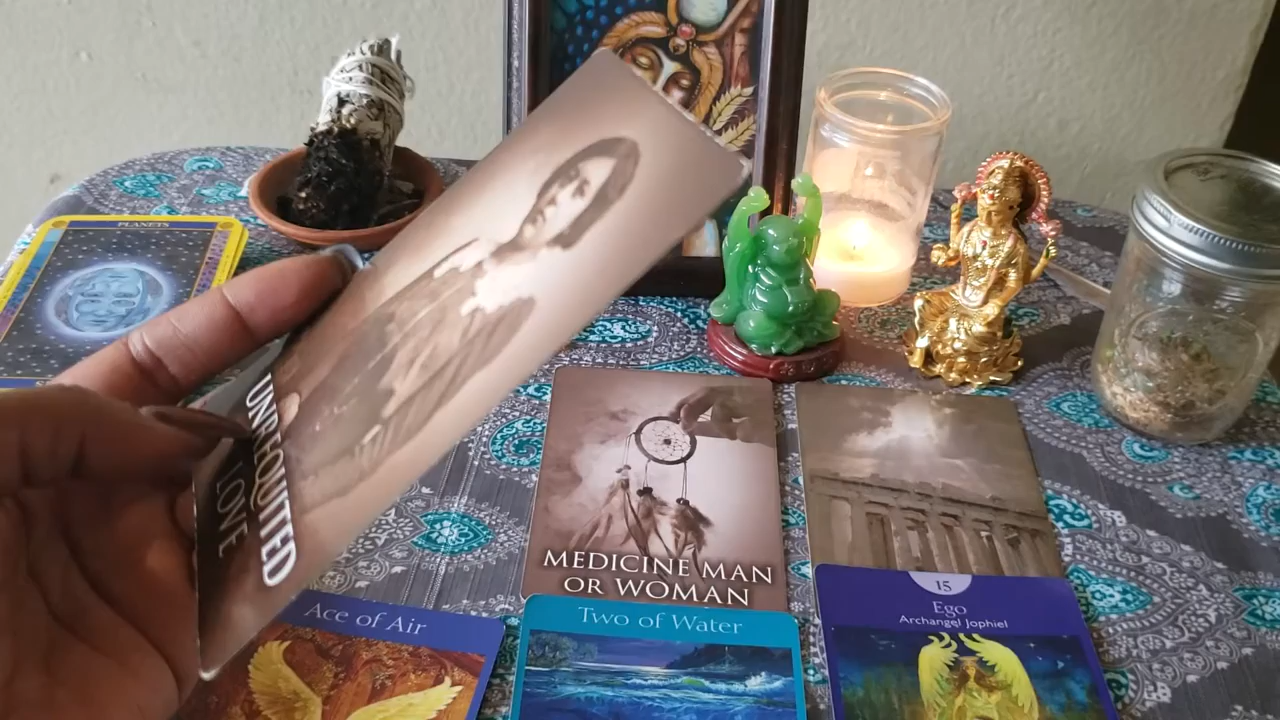 PLANETS
UNREQUITED
LOVE
MEDICINE MAN
OR WOMAN
Ace of Air
Two of Water
15
Ego
Archangel Jophiel